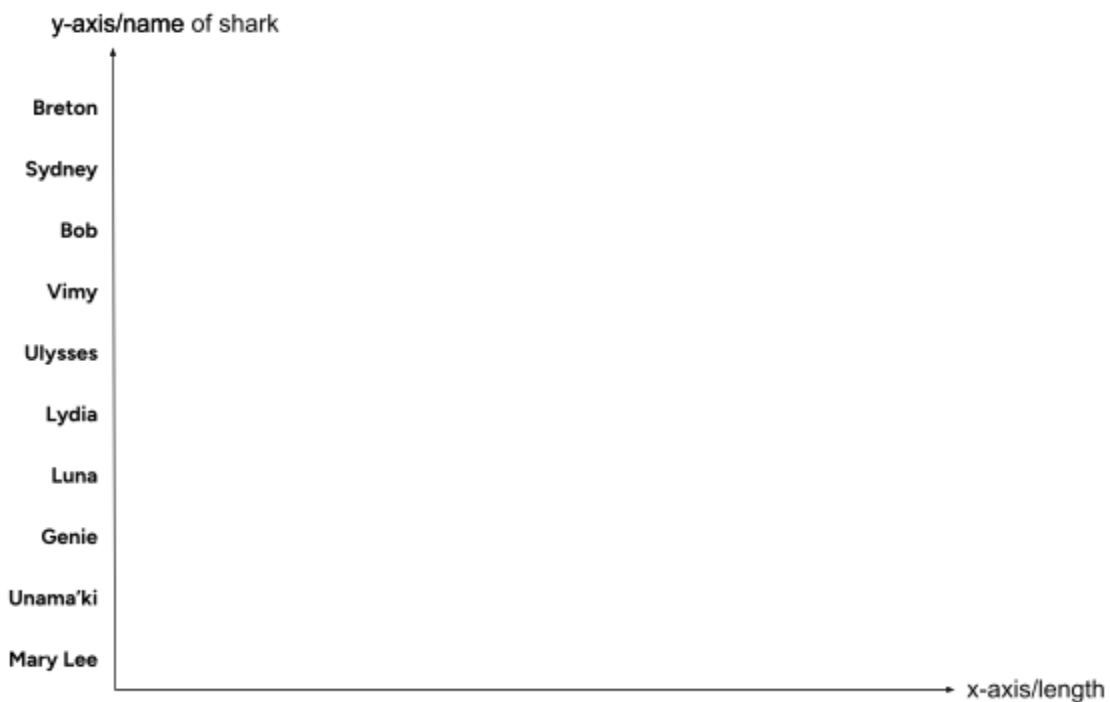 y-axis/name of shark
Breton
Sydney
Bob
Vimy
Ulysses
Lydia
Luna
Genie
Unama’ki
Mary Lee
x-axis/length